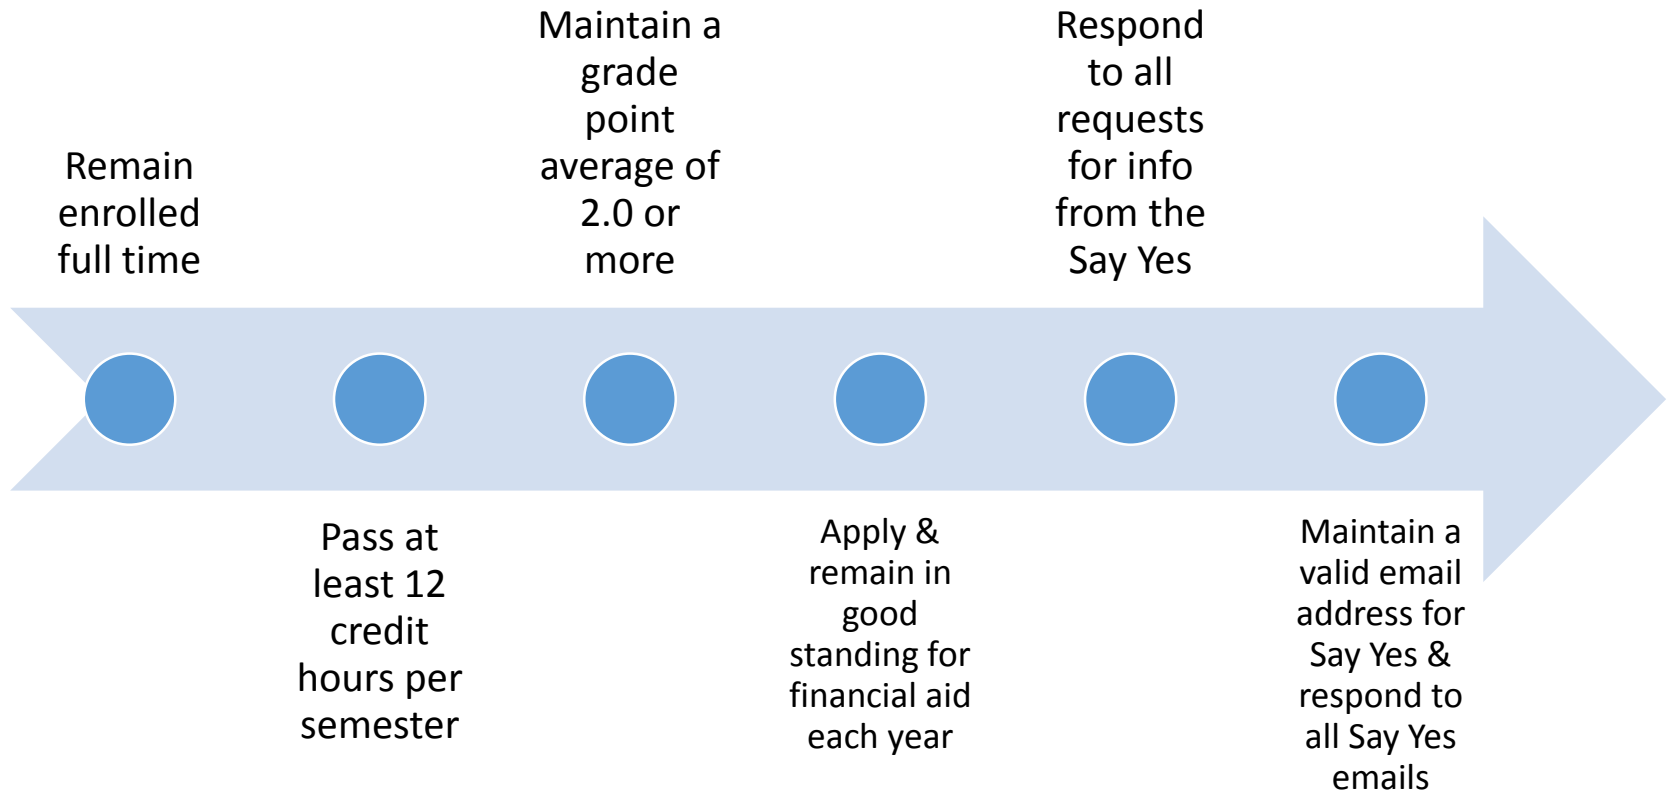 Remain
enrolled
full time
Pass at
least 12
credit
hours per
semester
Maintain a
grade
point
average of
2.0 or
more
Apply &
remain in
good
standing for
financial aid
each year
Respond
to all
requests
for info
from the
Say Yes
Maintain a
valid email
address for
Say Yes &
respond to
all Say Yes
emails